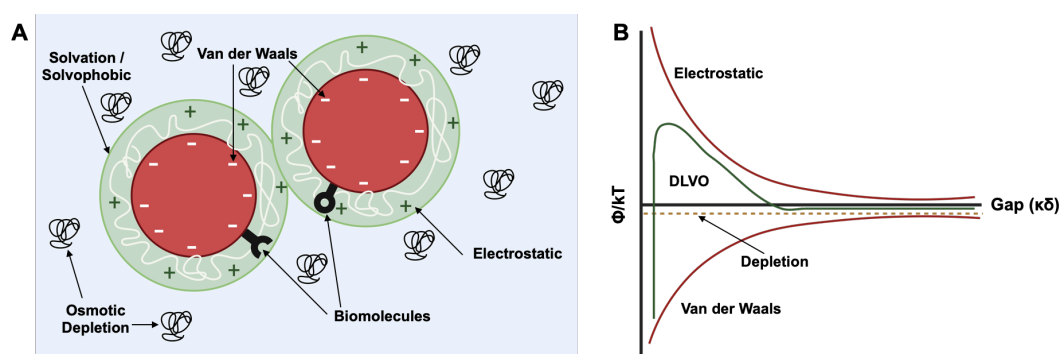 A
Solvation /
Solvophobic
Van der Waals
Electrostatic
Osmotic
Depletion
Biomolecules
B
Electrostatic
DLVO
Φ/kT
Gap (κδ)
Depletion
Van der Waals